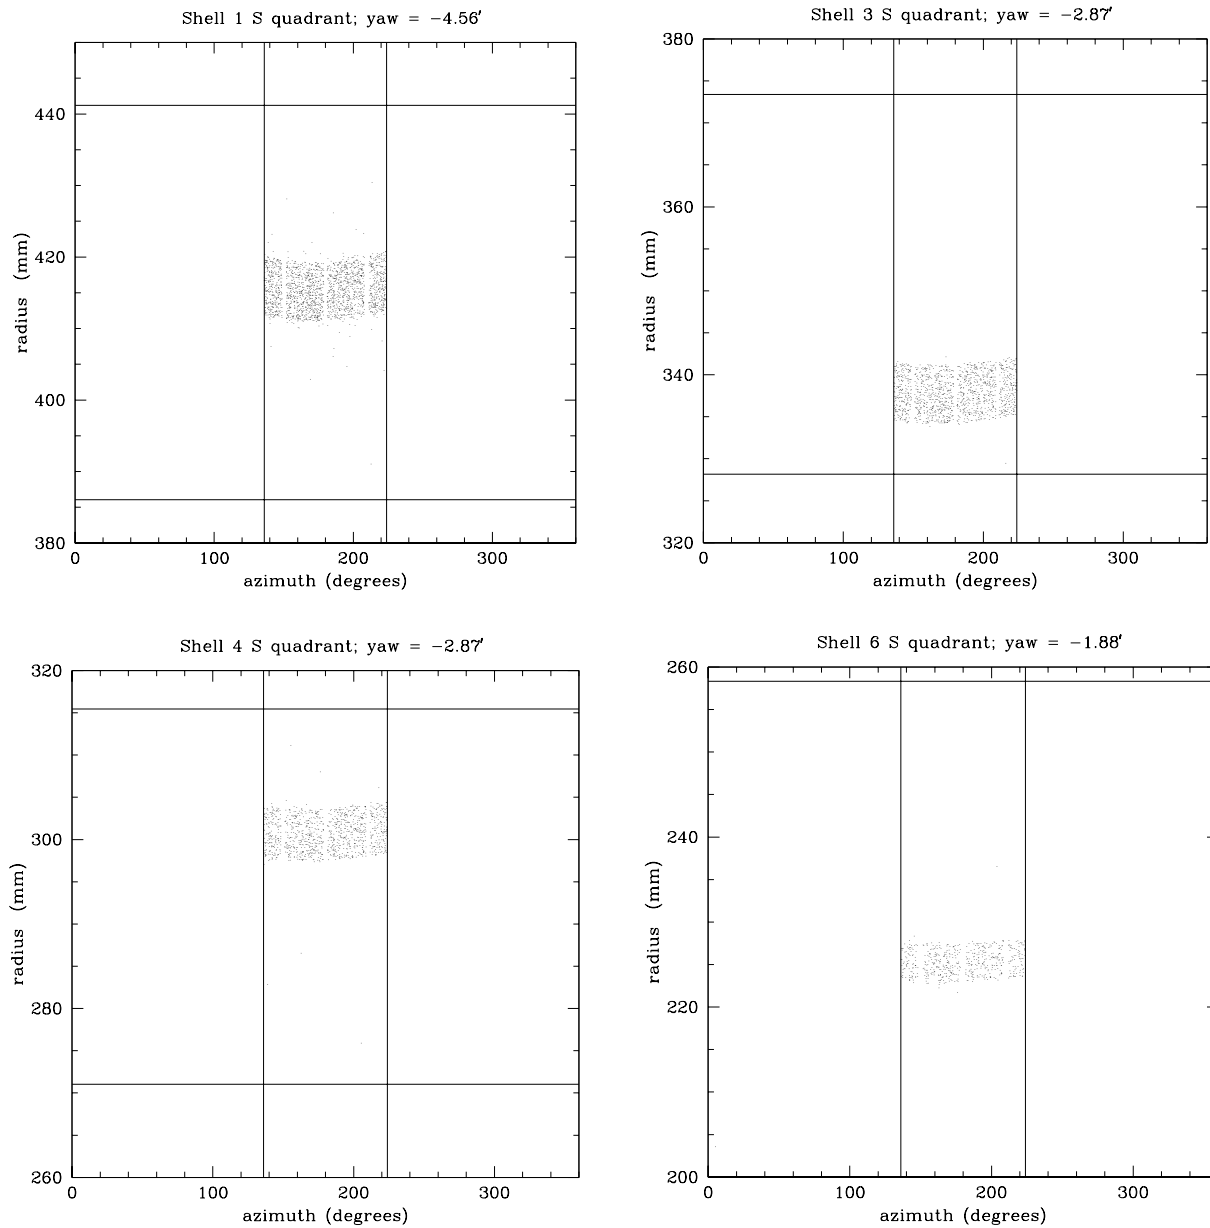 Shell 1 S quadrant; yaw = −4.56′
440
420
400
380
radius (mm)
0 100 200 300
azimuth (degrees)
Shell 3 S quadrant; yaw = −2.87′
380
360
340
320
radius (mm)
0 100 200 300
azimuth (degrees)
Shell 4 S quadrant; yaw = −2.87′
320
300
280
260
radius (mm)
0 100 200 300
azimuth (degrees)
Shell 6 S quadrant; yaw = −1.88′
260
240
220
200
radius (mm)
0 100 200 300
azimuth (degrees)